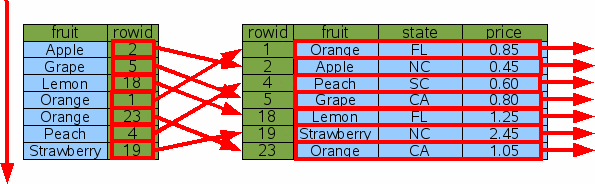 fruit rowid rowid fruit state price
Apple 2 1 Orange FL 0.85
Grape 5 2 Apple NC 0.45
Lemon 18 4 Peach SC 0.60
Orange 1 5 Grape CA 0.80
Orange 23 18 Lemon FL 1.25
Peach 4 19 Strawberry NC 2.45
Strawberry 19 23 Orange CA 1.05